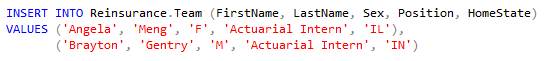 INSERT INTO Reinsurance.Team (FirstName, LastName, Sex, Position, HomeState)
VALUES ('Angela', 'Meng', 'F', 'Actuarial Intern', 'IL'),
('Brayton', 'Gentry', 'M', 'Actuarial Intern', 'IN')